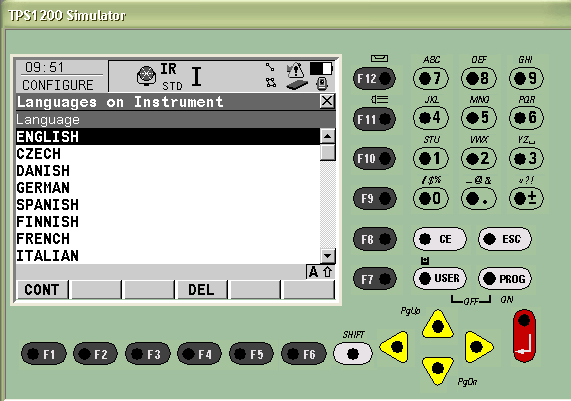 TPS1200 Simulator
09:51
CONFIGURE
IR
STD
I
Languages on Instrument
Language
ENGLISH
CZECH
DANISH
GERMAN
SPANISH
FINNISH
FRENCH
ITALIAN
A
CONT DEL
F12
F11
F10
F9
F8
F7
ABC DEF GHI
7 8 9
JKL MNO PQR
4 5 6
STU VWX YZ
1 2 3
/$% _@& *?!
0 . ±
CE ESC
USER PROG
OFF ON
PgUp
PgDn
F1 F2 F3 F4 F5 F6
SHIFT